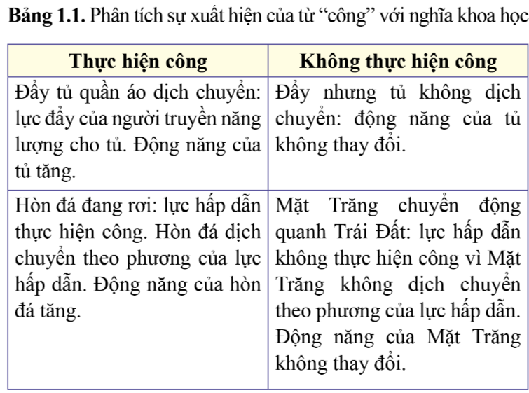 Bảng 1.1. Phân tích sự xuất hiện của từ “công” với nghĩa khoa học
Thực hiện công
Không thực hiện công
Đẩy tủ quần áo dịch chuyển:
lực đẩy của người truyền năng
lượng cho tủ. Động năng của
tủ tăng.
Đẩy nhưng tủ không dịch
chuyển: động năng của tủ
không thay đổi.
Hòn đá đang rơi: lực hấp dẫn
thực hiện công. Hòn đá dịch
chuyển theo phương của lực
hấp dẫn. Động năng của hòn
đá tăng.
Mặt Trăng chuyển động
quanh Trái Đất: lực hấp dẫn
không thực hiện công vì Mặt
Trăng không dịch chuyển
theo phương của lực hấp dẫn.
Động năng của Mặt Trăng
không thay đổi.